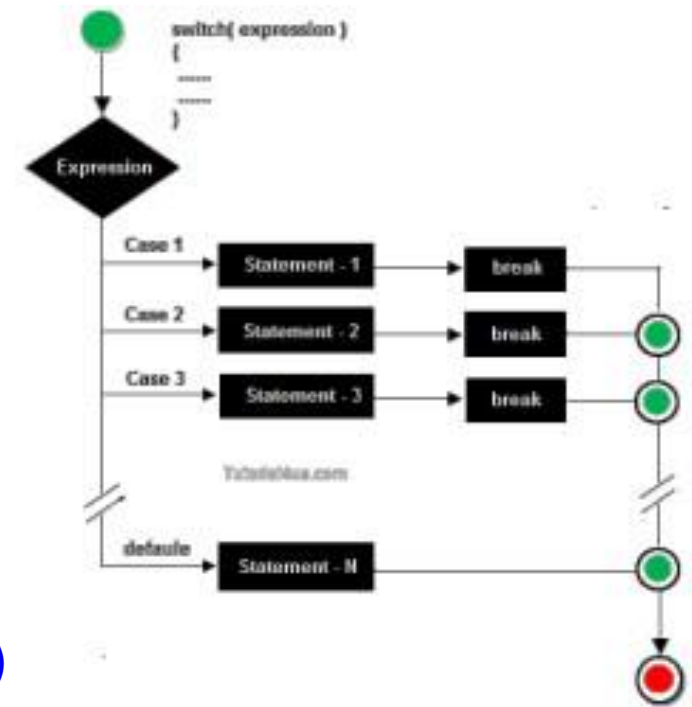 switch( expression )
{
------
------
}
Expression
Case 1
Statement - 1
break
Case 2
Statement - 2
break
Case 3
Statement - 3
break
defaule
Statement - N
)